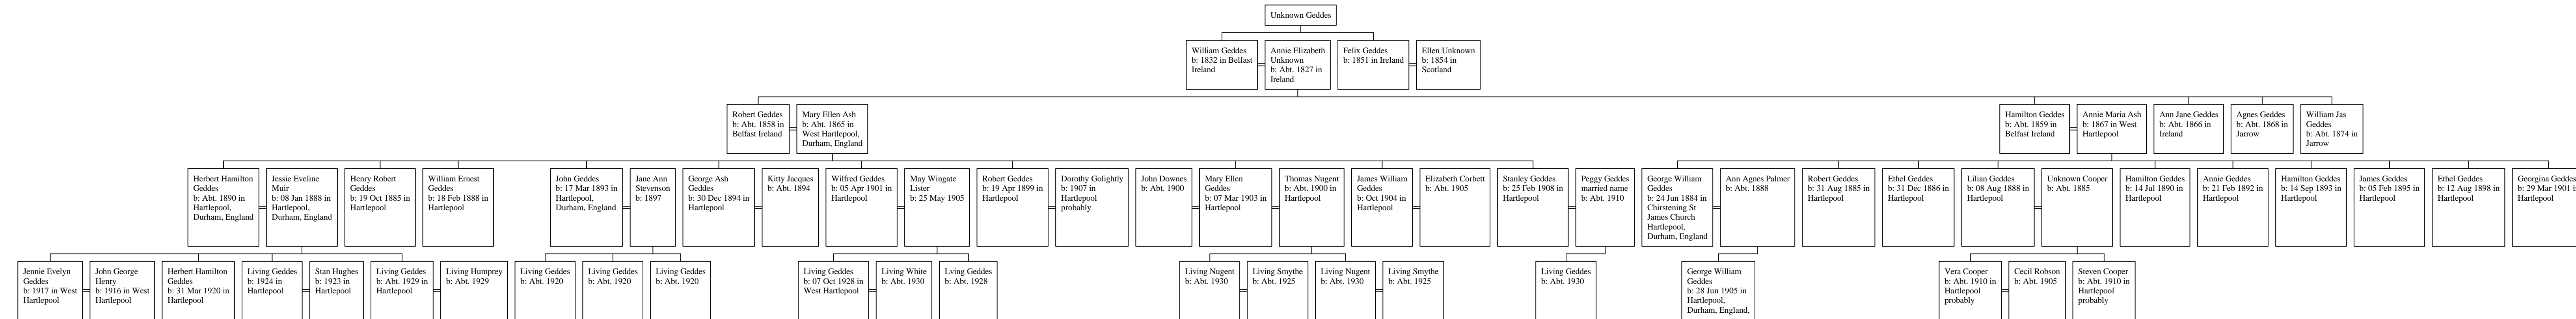 Unknown Geddes
William Geddes
b: 1832 in Belfast
Ireland
Annie Elizabeth
Unknown
b: Abt. 1827 in
Ireland
Felix Geddes
b: 1851 in Ireland
Ellen Unknown
b: 1854 in
Scotland
Robert Geddes
b: Abt. 1858 in
Belfast Ireland
Mary Ellen Ash
b: Abt. 1865 in
West Hartlepool,
Durham, England
Hamilton Geddes
b: Abt. 1859 in
Belfast Ireland
Annie Maria Ash
b: 1867 in West
Hartlepool
Ann Jane Geddes
b: Abt. 1866 in
Ireland
Agnes Geddes
b: Abt. 1868 in
Jarrow
William Jas
Geddes
b: Abt. 1874 in
Jarrow
Herbert Hamilton
Geddes
b: Abt. 1890 in
Hartlepool,
Durham, England
Jessie Eveline
Muir
b: 08 Jan 1888 in
Hartlepool,
Durham, England
Henry Robert
Geddes
b: 19 Oct 1885 in
Hartlepool
William Ernest
Geddes
b: 18 Feb 1888 in
Hartlepool
John Geddes
b: 17 Mar 1893 in
Hartlepool,
Durham, England
Jane Ann
Stevenson
b: 1897
George Ash
Geddes
b: 30 Dec 1894 in
Hartlepool
Kitty Jacques
b: Abt. 1894
Wilfred Geddes
b: 05 Apr 1901 in
Hartlepool
May Wingate
Lister
b: 25 May 1905
Robert Geddes
b: 19 Apr 1899 in
Hartlepool
Dorothy Golightly
b: 1907 in
Hartlepool
probably
John Downes
b: Abt. 1900
Mary Ellen
Geddes
b: 07 Mar 1903 in
Hartlepool
Thomas Nugent
b: Abt. 1900 in
Hartlepool
James William
Geddes
b: Oct 1904 in
Hartlepool
Elizabeth Corbett
b: Abt. 1905
Stanley Geddes
b: 25 Feb 1908 in
Hartlepool
Peggy Geddes
married name
b: Abt. 1910
George William
Geddes
b: 24 Jun 1884 in
Chirstening St
James Church
Hartlepool,
Durham, England
Ann Agnes Palmer
b: Abt. 1888
Robert Geddes
b: 31 Aug 1885 in
Hartlepool
Ethel Geddes
b: 31 Dec 1886 in
Hartlepool
Lilian Geddes
b: 08 Aug 1888 in
Hartlepool
Unknown Cooper
b: Abt. 1885
Hamilton Geddes
b: 14 Jul 1890 in
Hartlepool
Annie Geddes
b: 21 Feb 1892 in
Hartlepool
Hamilton Geddes
b: 14 Sep 1893 in
Hartlepool
James Geddes
b: 05 Feb 1895 in
Hartlepool
Ethel Geddes
b: 12 Aug 1898 in
Hartlepool
Georgina Geddes
b: 29 Mar 1901 i
Hartlepool
Jennie Evelyn
Geddes
b: 1917 in West
Hartlepool
John George
Henry
b: 1916 in West
Hartlepool
Herbert Hamilton
Geddes
b: 31 Mar 1920 in
Hartlepool
Living Geddes
b: 1924 in
Hartlepool
Stan Hughes
b: 1923 in
Hartlepool
Living Geddes
b: Abt. 1929 in
Hartlepool
Living Humprey
b: Abt. 1929
Living Geddes
b: Abt. 1920
Living Geddes
b: Abt. 1920
Living Geddes
b: Abt. 1920
Living Geddes
b: 07 Oct 1928 in
West Hartlepool
Living White
b: Abt. 1930
Lving Geddes
b: Abt. 1928
Living Nugent
b: Abt. 1930
Living Smythe
b: Abt. 1925
Living Nugent
b: Abt. 1930
Living Smythe
b: Abt. 1925
Living Geddes
b: Abt. 1930
George William
Geddes
b: 28 Jun 1905 in
Hartlepool,
Durham, England,
Vera Cooper
b: Abt. 1910 in
Hartlepool
probably
Cecil Robson
b: Abt. 1905
Steven Cooper
b: Abt. 1910 in
Hartlepool
probably